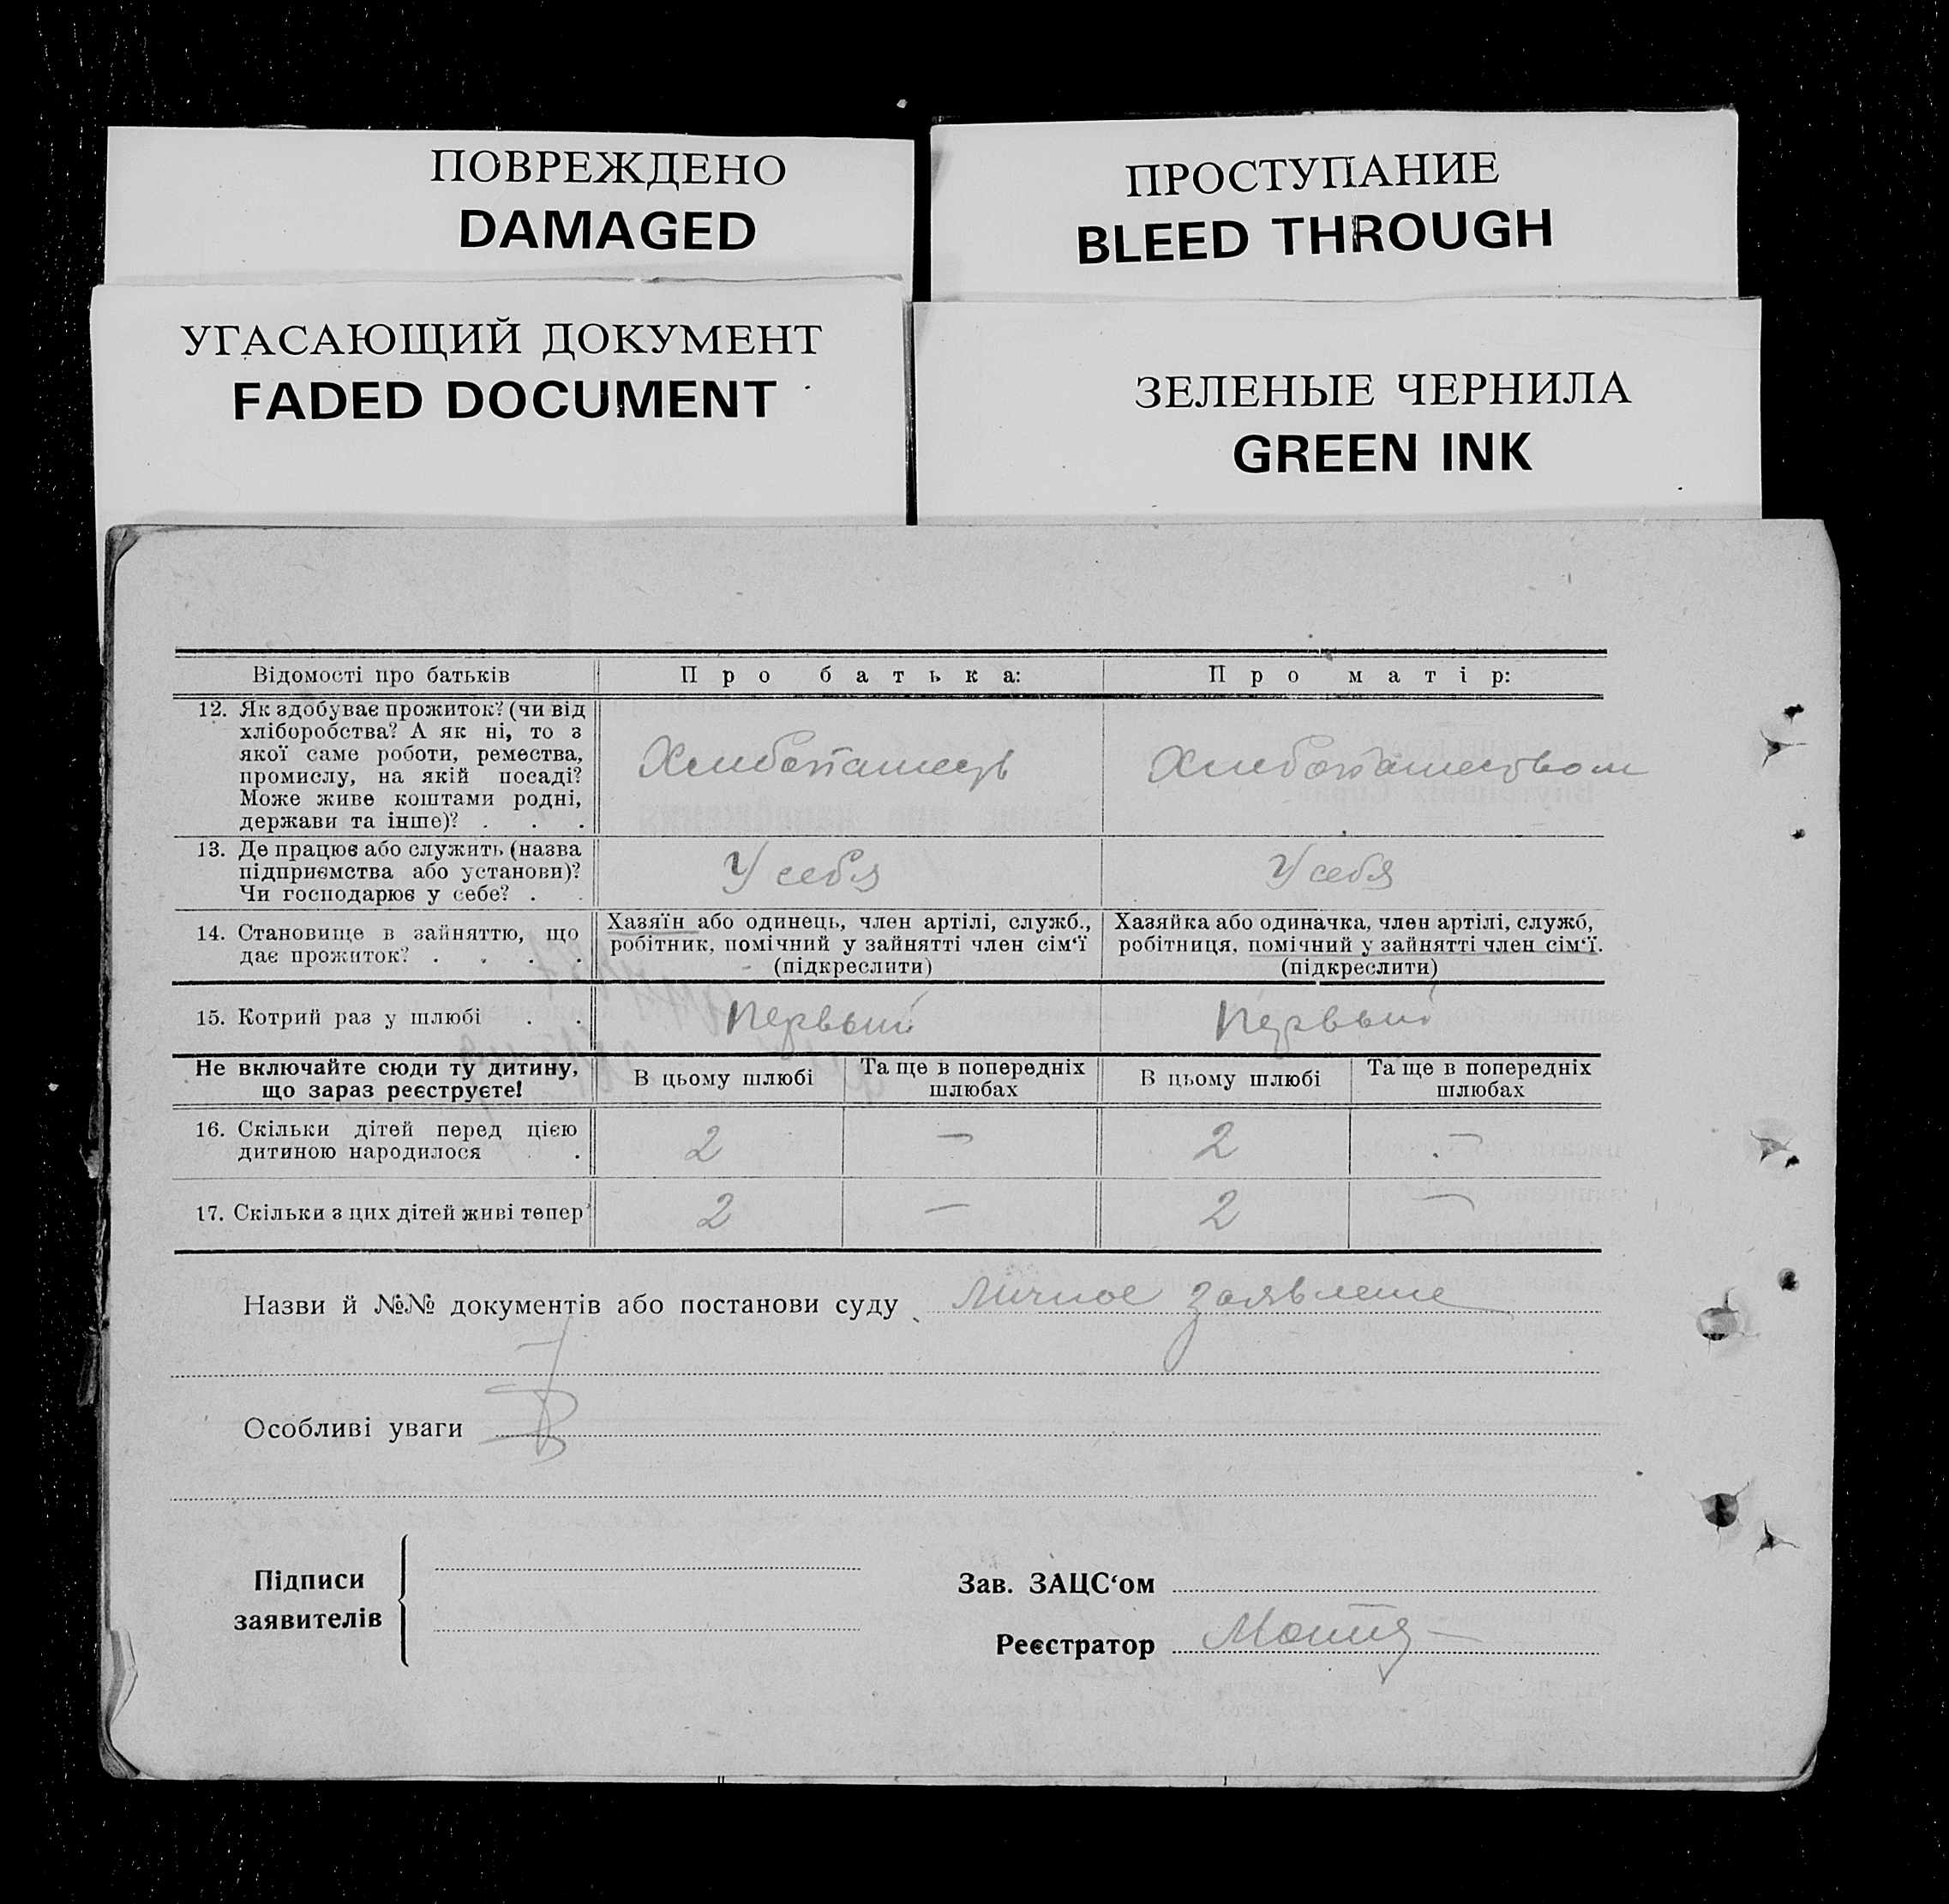 ПОВРЕЖДЕНО
DAMAGED
ПРОСТУПАНИЕ
BLEED THROUGH
УГАСАЮЩИЙ ДОКУМЕНТ
FADED DOCUMENT
ЗЕЛЕНЫЕ ЧЕРНИЛА
GREEN INK
Відомості про батьків
Про батька:
Про матір:
12. Як здобуває прожиток? (чи від
хліборобства? А як ні, то з
якої саме роботи, ремества,
промислу, на якій посаді?
Може живе коштами родні,
держави та інше)? . . .
Хлибопашеств
Хлибопашеством
13. Де працює або служить (назва
підприємства або установи)?
Чи господарює у себе? . .
У себя
У себя
14. Становище в зайняттю, що
дає прожиток? . . . .
Хазяїн або одинець, член артілі, служб.,
робітник, помічний у зайнятті член сім‘ї
(підкреслити)
Хазяйка або одиначка, член артілі, служб,
робітниця, помічний у зайнятті член сім‘ї.
(підкреслити)
15. Котрий раз у шлюбі . .
Первый
Первый
Не включайте сюди ту дитину,
що зараз реєструєте!
В цьому шлюбі
Та ще в попередніх
шлюбах
В цьому шлюбі
Та ще в попередніх
шлюбах
16. Скільки дітей перед цією
дитиною народилося .
2 — 2 —
17. Скільки з цих дітей живі тепер
2 — 2 —
Назви й №№ документів або постанови суду Личное заявление
Особливі уваги
Підписи
заявителів
Зав. ЗАЦС‘ом
Реєстратор